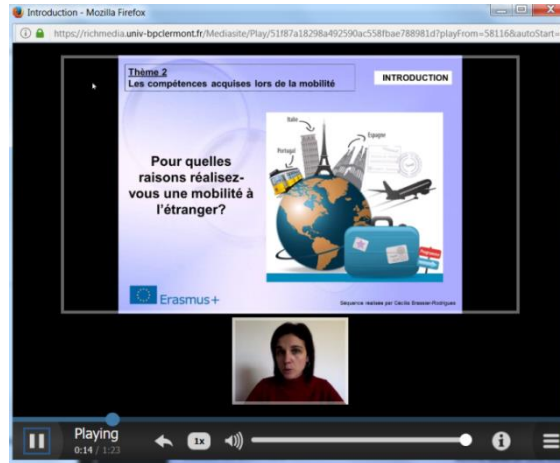 Introduction - Mozilla Firefox
https://richmedia.univ-bpclermont.fr/Mediasite/Play/51f87a18298a492590ac558fbae788981d?playFrom=58116&autoStart=
Thème 2
Les compétences acquises lors de la mobilité
INTRODUCTION
Italie
Espagne
Portugal
Pour quelles
raisons réalisez-
vous une mobilité à
l'étranger?
Erasmus+
Séquence réalisée par Cécilia Brassier-Rodrigues
Playing
0:14 / 1:23
1x